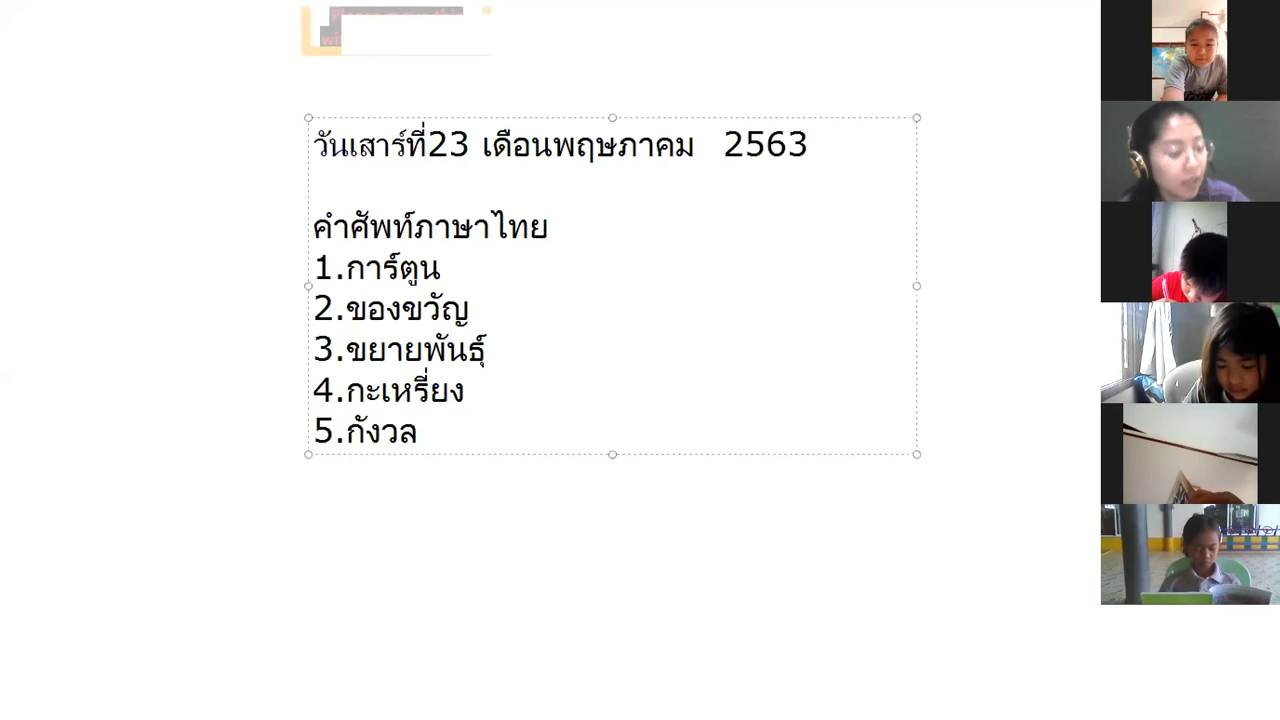 วันเสาร์ที่23 เดือนพฤษภาคม 2563
คำศัพท์ภาษาไทย
1.การ์ตูน
2.ของขวัญ
3.ขยายพันธุ์
4.กะเหรี่ยง
5.กังวล